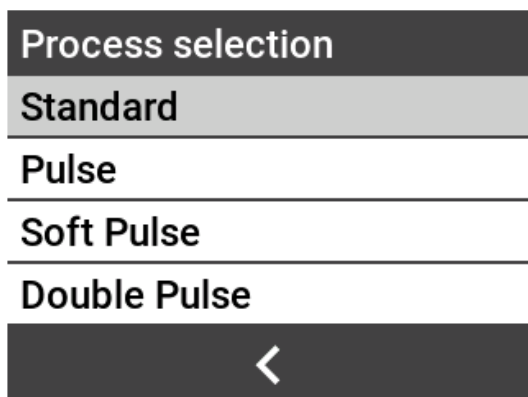 Process selection
Standard
Pulse
Soft Pulse
Double Pulse